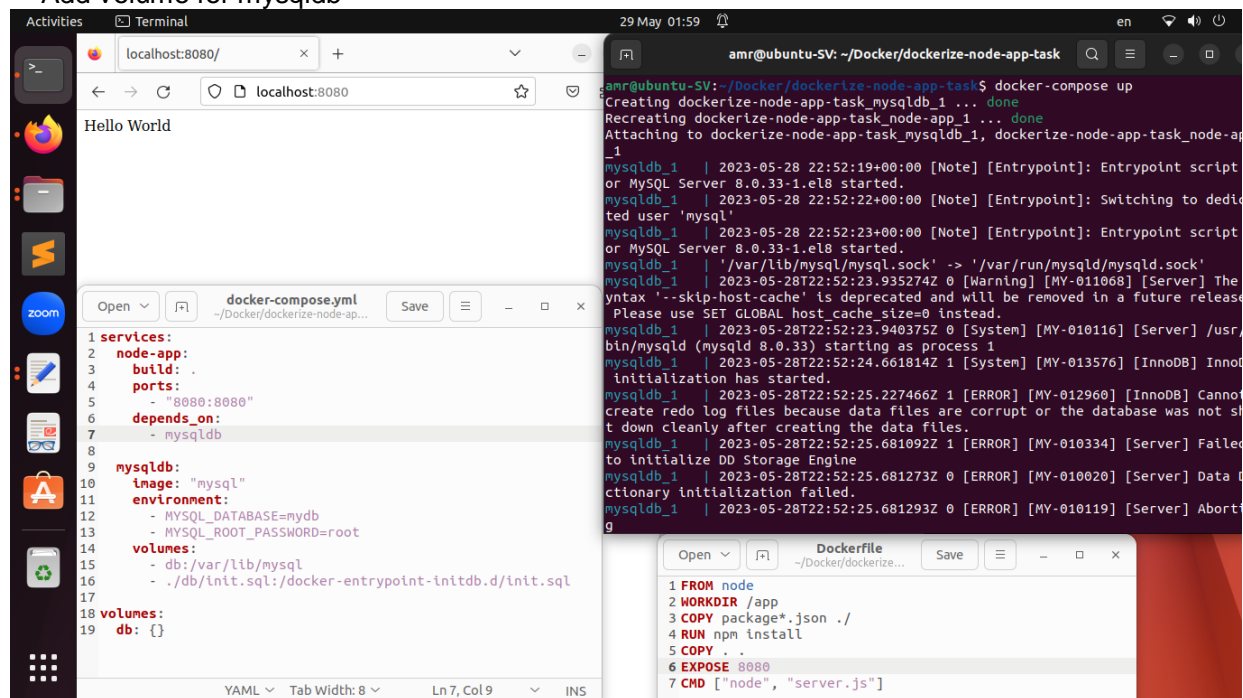 Add volume for mysqldb
Activities
Terminal
29 May 01:59
en
localhost:8080/
localhost:8080
Hello World
amr@ubuntu-SV: ~/Docker/dockerize-node-app-task
amr@ubuntu-SV:~/Docker/dockerize-node-app-task$ docker-compose up
Creating dockerize-node-app-task_mysqldb_1 ... done
Recreating dockerize-node-app-task_node-app_1 ... done
Attaching to dockerize-node-app-task_mysqldb_1, dockerize-node-app-task_node-ap
_1
mysqldb_1 | 2023-05-28 22:52:19+00:00 [Note] [Entrypoint]: Entrypoint script
or MySQL Server 8.0.33-1.el8 started.
mysqldb_1 | 2023-05-28 22:52:22+00:00 [Note] [Entrypoint]: Switching to dedic
ted user 'mysql'
mysqldb_1 | 2023-05-28 22:52:23+00:00 [Note] [Entrypoint]: Entrypoint script
or MySQL Server 8.0.33-1.el8 started.
mysqldb_1 | '/var/lib/mysql/mysql.sock' -> '/var/run/mysqld/mysqld.sock'
mysqldb_1 | 2023-05-28T22:52:23.935274Z 0 [Warning] [MY-011068] [Server] The
yntax '--skip-host-cache' is deprecated and will be removed in a future release
Please use SET GLOBAL host_cache_size=0 instead.
mysqldb_1 | 2023-05-28T22:52:23.940375Z 0 [System] [MY-010116] [Server] /usr/
bin/mysqld (mysqld 8.0.33) starting as process 1
mysqldb_1 | 2023-05-28T22:52:24.661814Z 1 [System] [MY-013576] [InnoDB] InnoD
initialization has started.
mysqldb_1 | 2023-05-28T22:52:25.227466Z 1 [ERROR] [MY-012960] [InnoDB] Cannot
create redo log files because data files are corrupt or the database was not sh
t down cleanly after creating the data files.
mysqldb_1 | 2023-05-28T22:52:25.681092Z 1 [ERROR] [MY-010334] [Server] Failed
to initialize DD Storage Engine
mysqldb_1 | 2023-05-28T22:52:25.681273Z 0 [ERROR] [MY-010020] [Server] Data D
ctionary initialization failed.
mysqldb_1 | 2023-05-28T22:52:25.681293Z 0 [ERROR] [MY-010119] [Server] Aborti
g
zoom
Open
docker-compose.yml
~/Docker/dockerize-node-ap...
Save
1 services:
2   node-app:
3     build: .
4     ports:
5       - "8080:8080"
6     depends_on:
7       - mysqldb
8
9   mysqldb:
10     image: "mysql"
11     environment:
12       - MYSQL_DATABASE=mydb
13       - MYSQL_ROOT_PASSWORD=root
14     volumes:
15       - db:/var/lib/mysql
16       - ./db/init.sql:/docker-entrypoint-initdb.d/init.sql
17
18 volumes:
19   db: {}
YAML
Tab Width: 8
Ln 7, Col 9
INS
Open
Dockerfile
~/Docker/dockerize...
Save
1 FROM node
2 WORKDIR /app
3 COPY package*.json ./
4 RUN npm install
5 COPY . .
6 EXPOSE 8080
7 CMD ["node", "server.js"]